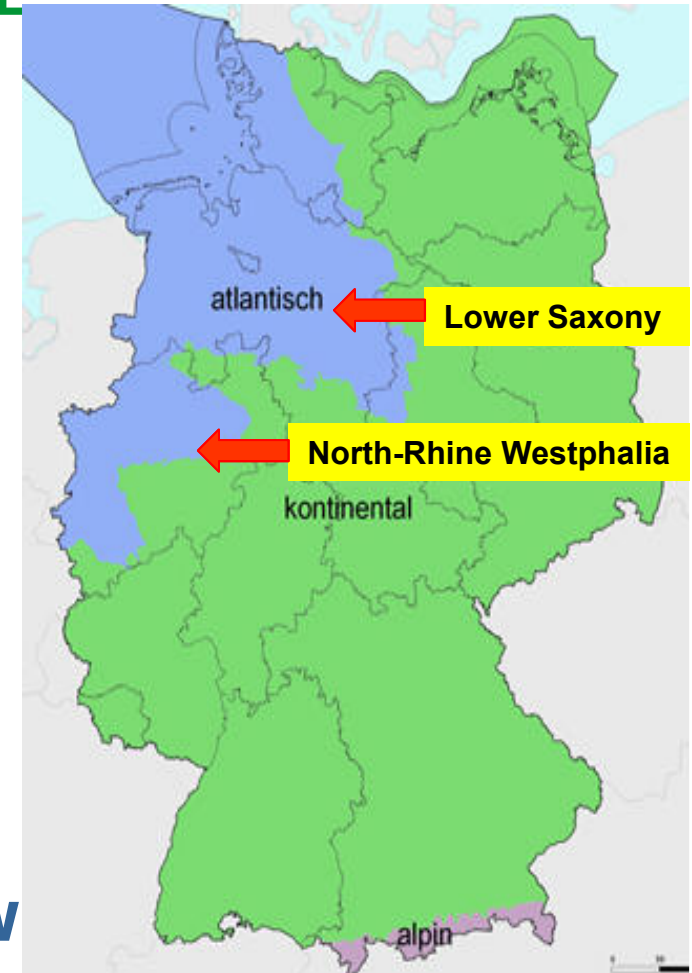 atlantisch
Lower Saxony
North-Rhine Westphalia
kontinental
W
alpin